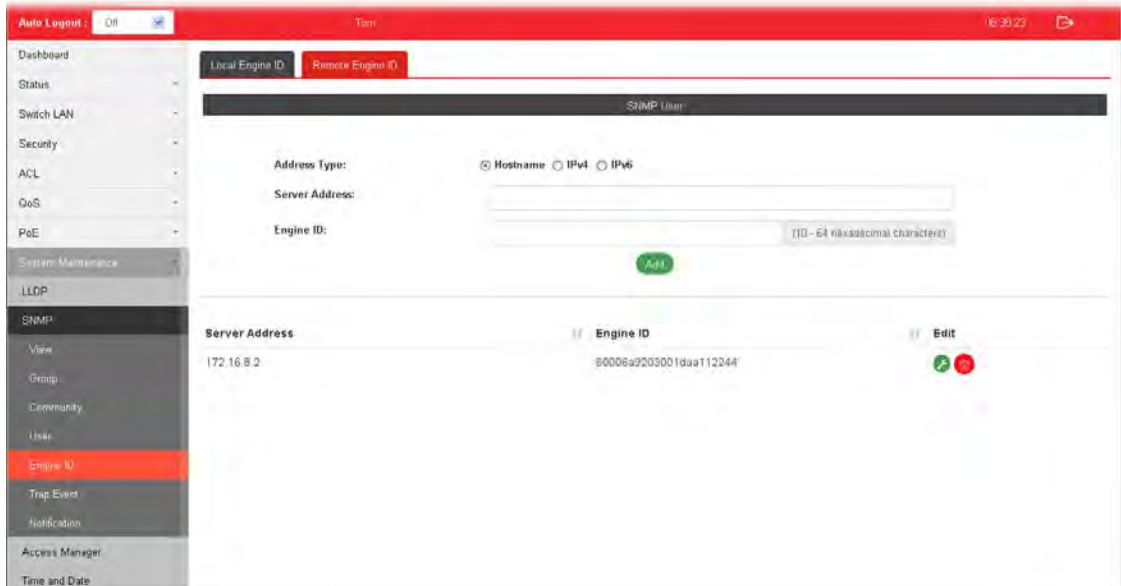 Auto Logout : Off
Tom
16:39:23
Dashboard
Status
Switch LAN
Security
ACL
QoS
PoE
System Maintenance
LLDP
SNMP
View
Group
Community
User
Engine ID
Trap Event
Notification
Access Manager
Time and Date
Local Engine ID
Remote Engine ID
SNMP User
Address Type:
Hostname IPv4 IPv6
Server Address:
Engine ID:
(10 - 64 hexadecimal characters)
Add
Server Address Engine ID Edit
172.16.8.2 60006a9203001daa112244